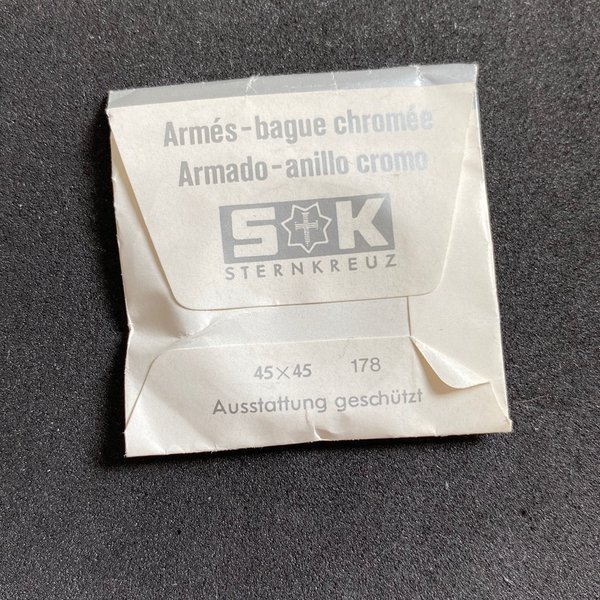 Armés-bague chromée
Armado-anillo cromo
S K
STERNKREUZ
45×45 178
Ausstattung geschützt